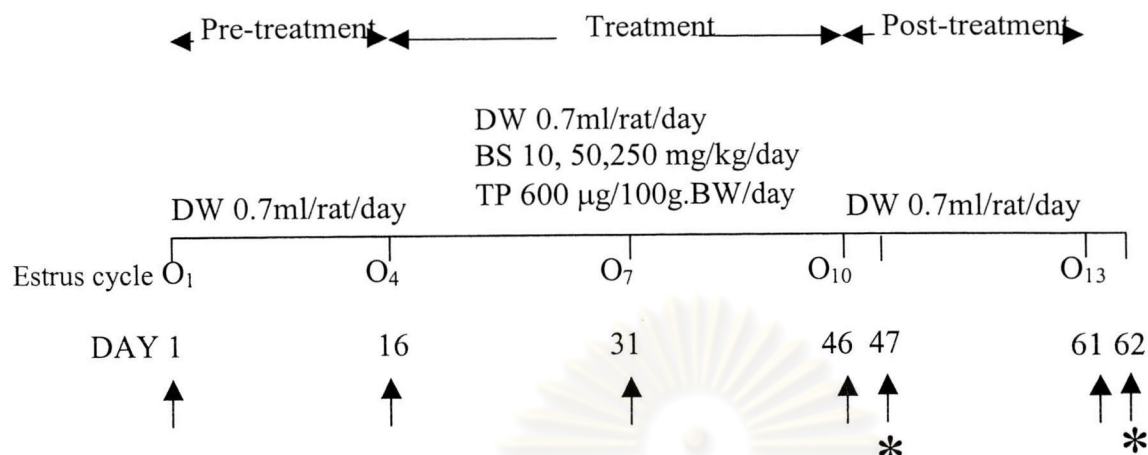 Pre-treatment Treatment Post-treatment
DW 0.7ml/rat/day
BS 10, 50,250 mg/kg/day
TP 600 μg/100g.BW/day
DW 0.7ml/rat/day DW 0.7ml/rat/day
Estrus cycle O₁ O₄ O₇ O₁₀ O₁₃
DAY 1 16 31 46 47 61 62
* *